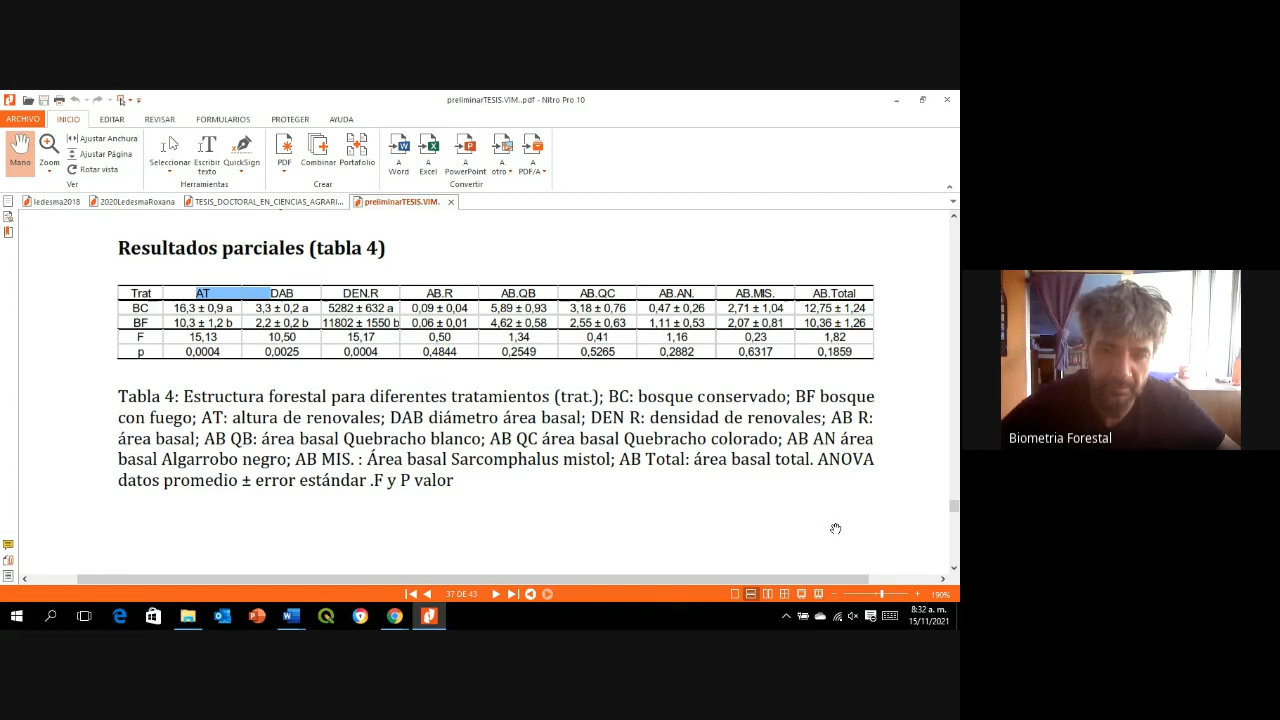 preliminarTESIS.VIM..pdf - Nitro Pro 10
ARCHIVO INICIO EDITAR REVISAR FORMULARIOS PROTEGER AYUDA
Mano Zoom Ajustar Anchura Ajustar Página Rotar vista
Ver
Seleccionar Escribir texto QuickSign
Herramientas
PDF Combinar Portafolio
Crear
A Word A Excel A PowerPoint A otro A PDF/A
Convertir
ledesma2018 2020LedesmaRoxana TESIS_DOCTORAL_EN_CIENCIAS_AGRARI... preliminarTESIS.VIM.
Resultados parciales (tabla 4)
Trat AT DAB DEN.R AB.R AB.QB AB.QC AB.AN. AB.MIS. AB.Total
BC 16,3 ± 0,9 a 3,3 ± 0,2 a 5282 ± 632 a 0,09 ± 0,04 5,89 ± 0,93 3,18 ± 0,76 0,47 ± 0,26 2,71 ± 1,04 12,75 ± 1,24
BF 10,3 ± 1,2 b 2,2 ± 0,2 b 11802 ± 1550 b 0,06 ± 0,01 4,62 ± 0,58 2,55 ± 0,63 1,11 ± 0,53 2,07 ± 0,81 10,36 ± 1,26
F 15,13 10,50 15,17 0,50 1,34 0,41 1,16 0,23 1,82
p 0,0004 0,0025 0,0004 0,4844 0,2549 0,5265 0,2882 0,6317 0,1859
Tabla 4: Estructura forestal para diferentes tratamientos (trat.); BC: bosque conservado; BF bosque
con fuego; AT: altura de renovales; DAB diámetro área basal; DEN R: densidad de renovales; AB R:
área basal; AB QB: área basal Quebracho blanco; AB QC área basal Quebracho colorado; AB AN área
basal Algarrobo negro; AB MIS. : Área basal Sarcomphalus mistol; AB Total: área basal total. ANOVA
datos promedio ± error estándar .F y P valor
Biometria Forestal
37 DE 43
190%
8:32 a. m.
15/11/2021